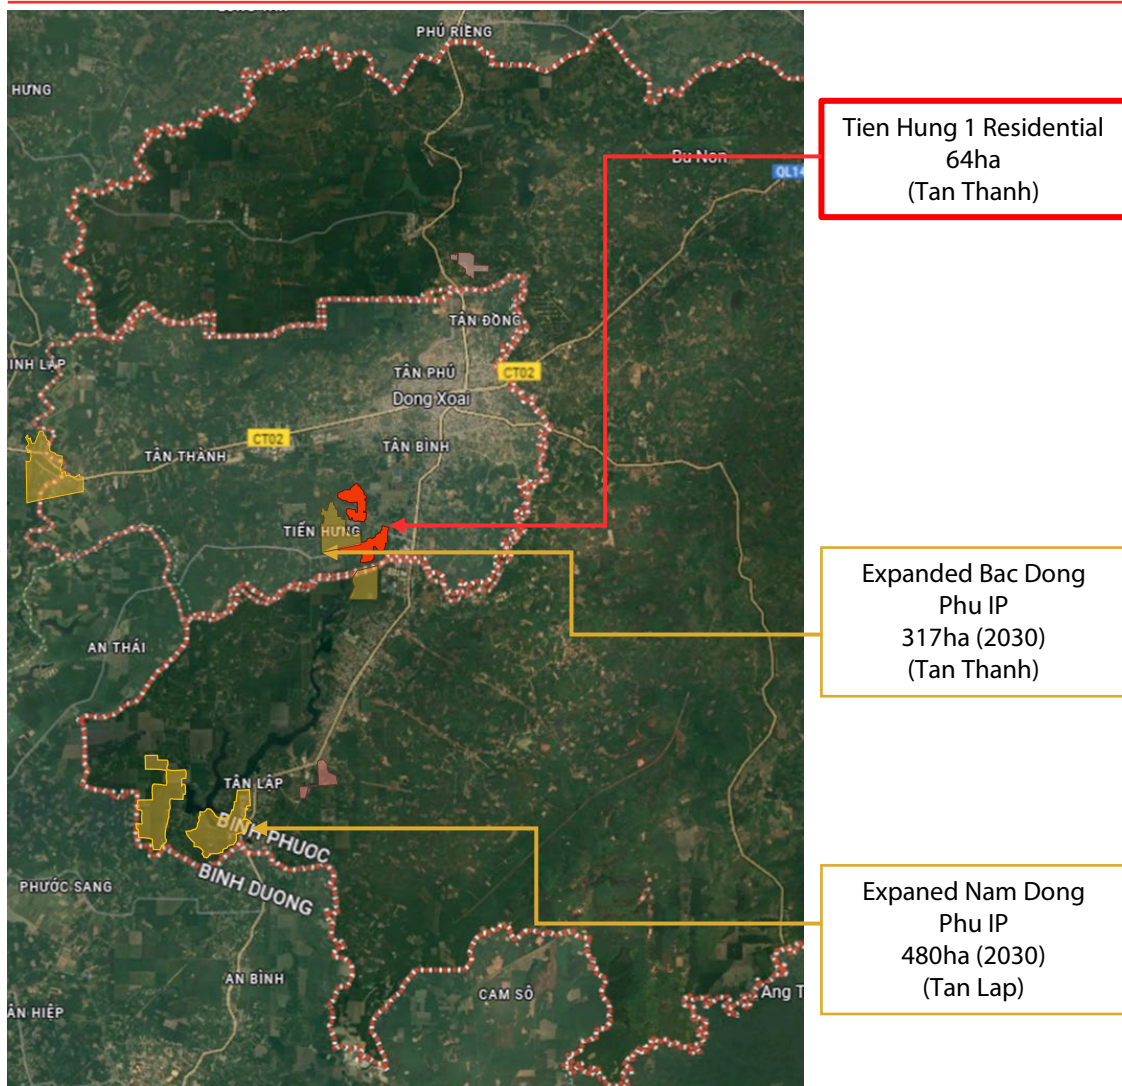 PHÚ RIỀNG
HƯNG
Bu Non
QL14
TÂN ĐỒNG
INH LẬP
TÂN PHÚ
CT02
Dong Xoai
CT02
TÂN BÌNH
TÂN THÀNH
TIẾN HƯNG
AN THÁI
TÂN LẬP
BINH PHUOC
BINH DUONG
PHƯỚC SANG
AN BÌNH
CAM SÔ
Ang T
ÂN HIỆP
Tien Hung 1 Residential
64ha
(Tan Thanh)
Expanded Bac Dong
Phu IP
317ha (2030)
(Tan Thanh)
Expaned Nam Dong
Phu IP
480ha (2030)
(Tan Lap)